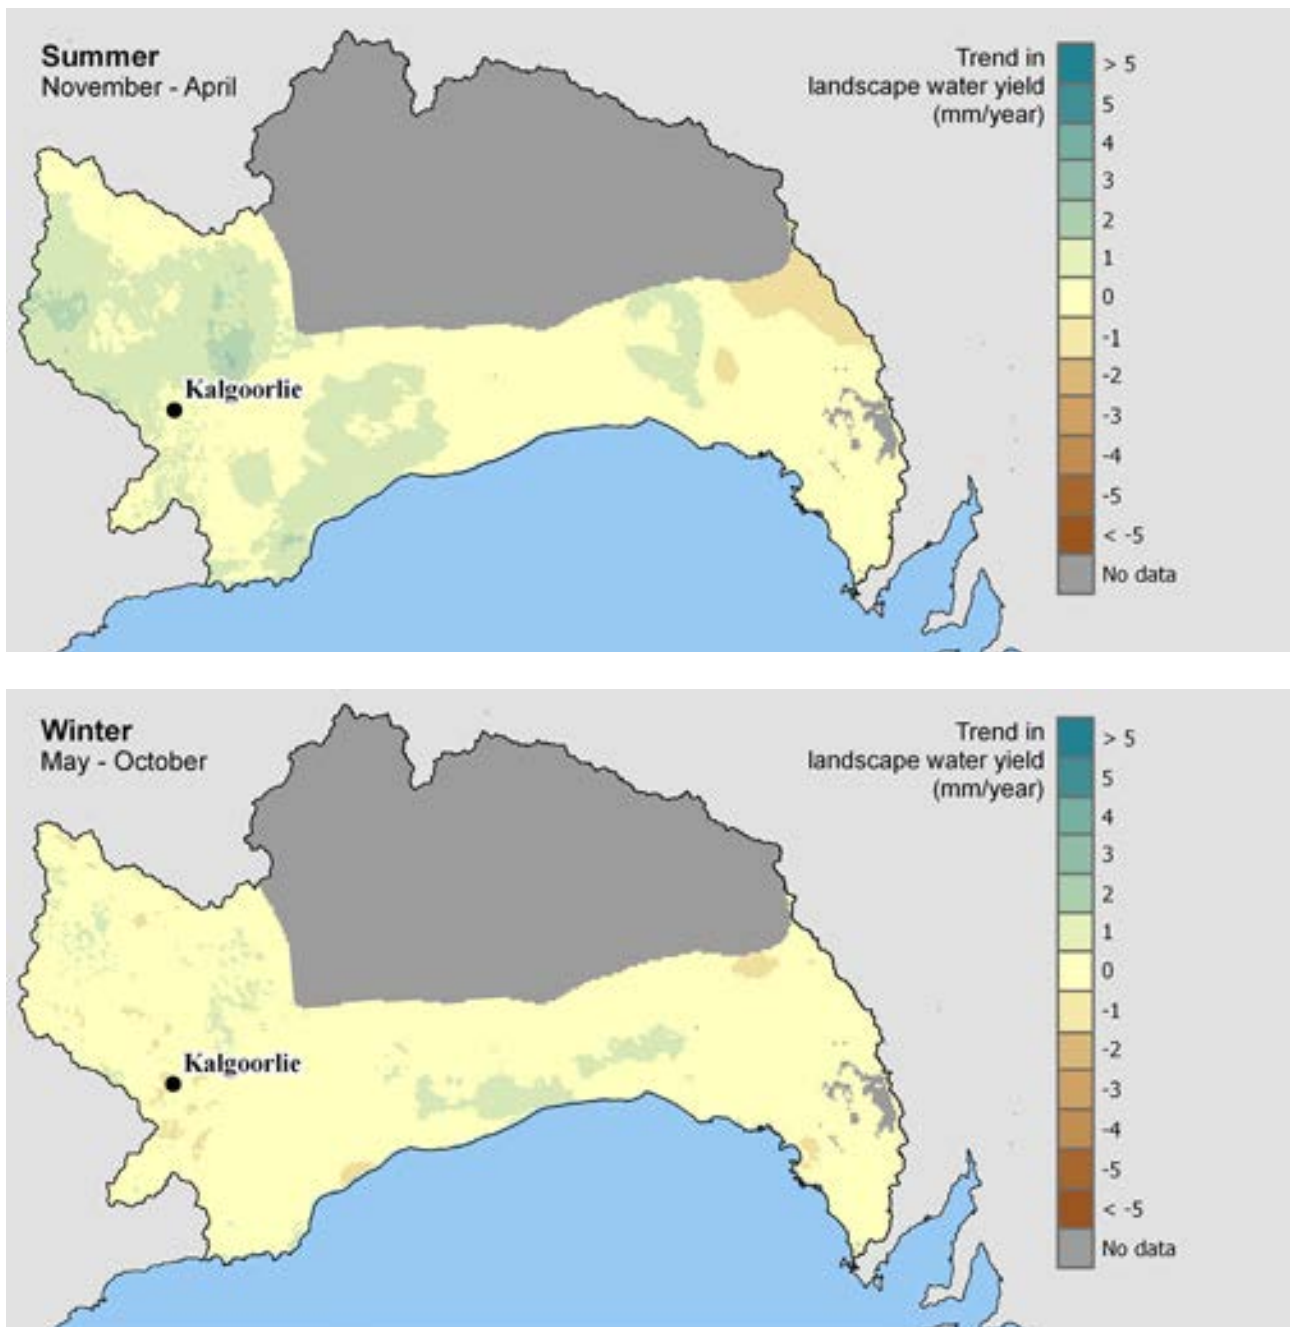 Summer
November - April
Trend in
landscape water yield
(mm/year)
> 5
5
4
3
2
1
0
-1
-2
-3
-4
-5
< -5
No data
Kalgoorlie
Winter
May - October
Trend in
landscape water yield
(mm/year)
> 5
5
4
3
2
1
0
-1
-2
-3
-4
-5
< -5
No data
Kalgoorlie